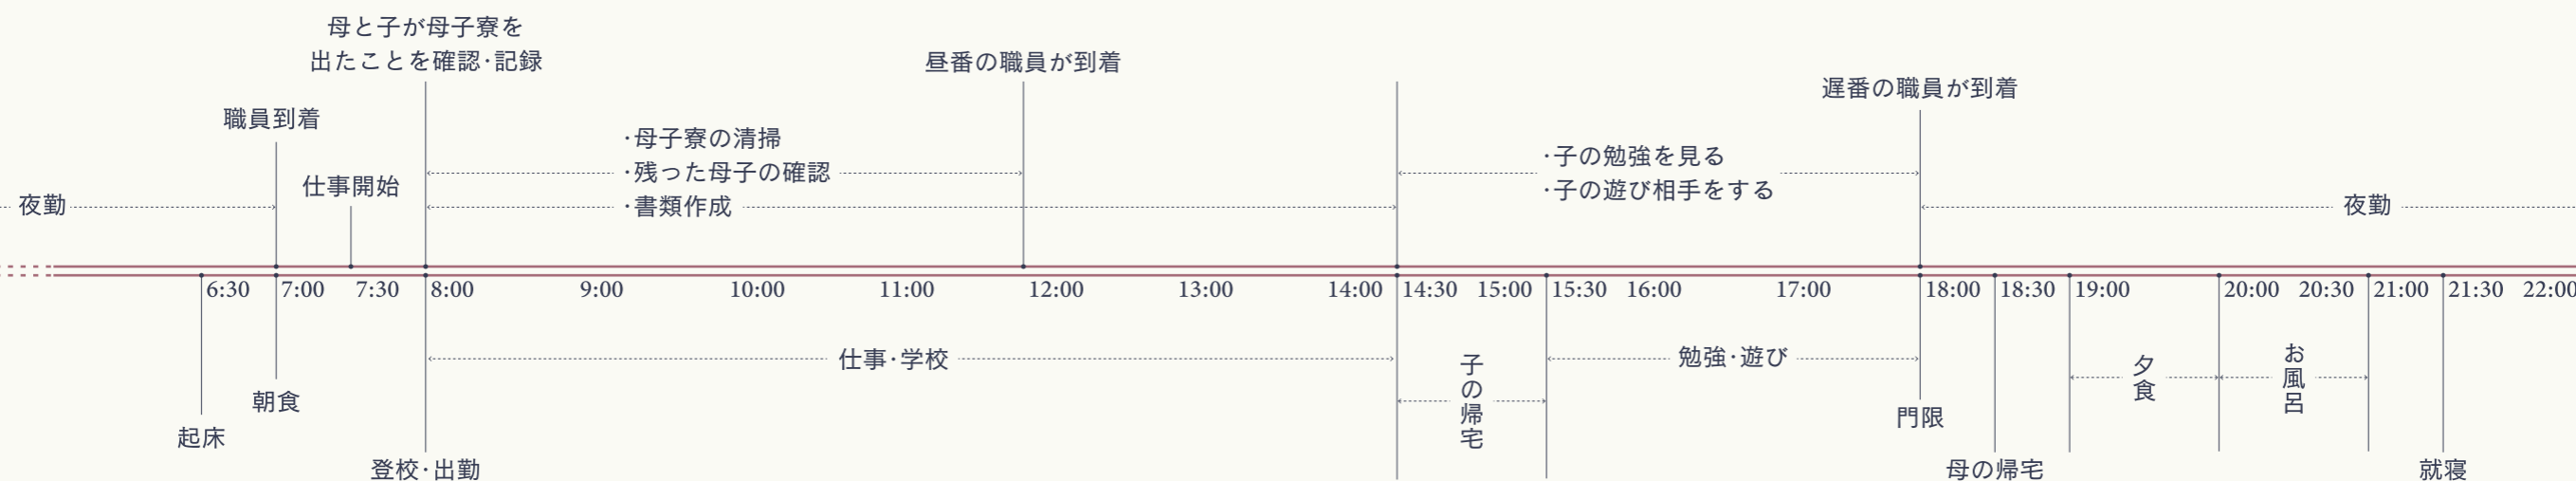 母と子が母子寮を
出たことを確認·記録
昼番の職員が到着
遅番の職員が到着
職員到着
·母子寮の清掃
·残った母子の確認
·書類作成
·子の勉強を見る
·子の遊び相手をする
仕事開始
夜勤
夜勤
6:30 7:00 7:30 8:00 9:00 10:00 11:00 12:00 13:00 14:00 14:30 15:00 15:30 16:00 17:00 18:00 18:30 19:00 20:00 20:30 21:00 21:30 22:00
仕事·学校
子の帰宅
勉強·遊び
夕食
お風呂
朝食
門限
起床
登校·出勤
母の帰宅
就寝